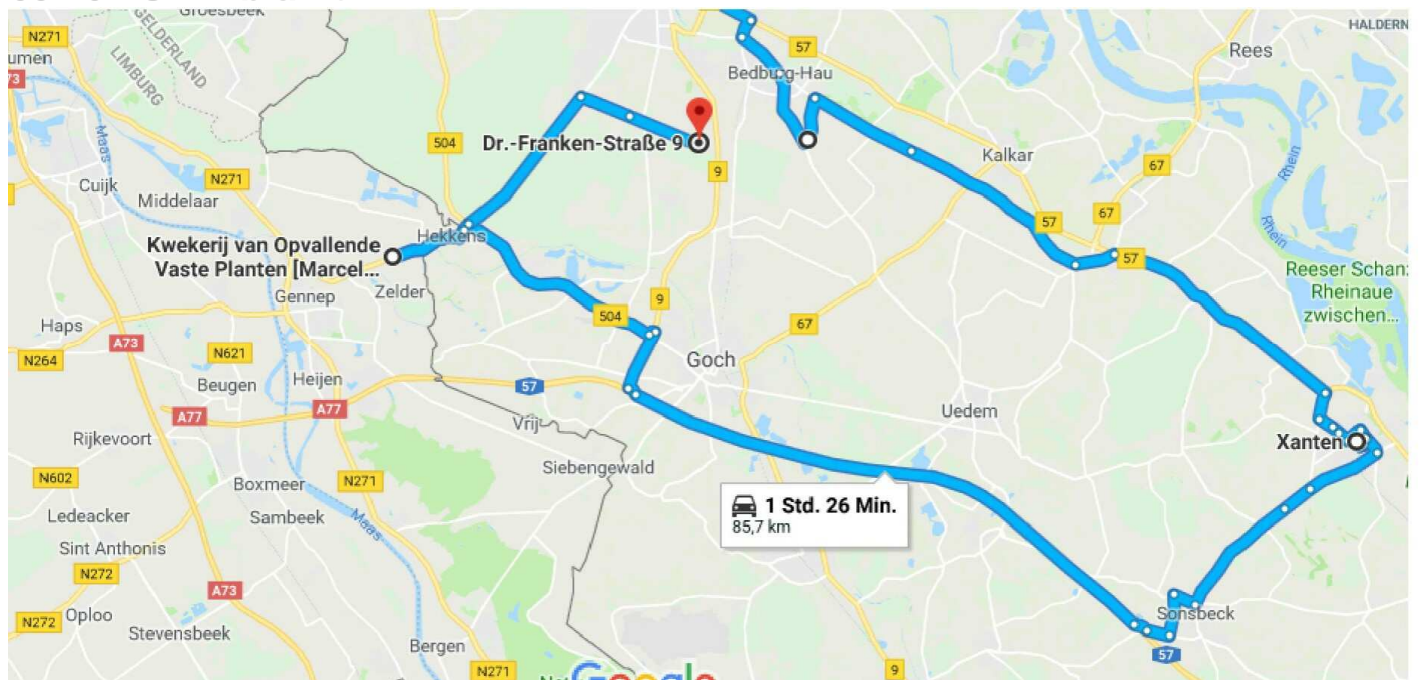 Groesbeek
HALDERN
N271
GELDERLAND
LIMBURG
57
Rees
73
Bedburg-Hau
Maas
504
Dr.-Franken-Straße 9
9
Kalkar
67
Rhein
Cuijk
N271
Middelaar
57
67
Rhein
Hekkens
Kwekerij van Opvallende
Vaste Planten [Marcel...
57
Reeser Schan
Rheinaue
zwischen...
Gennep
Zelder
9
504
67
Haps
A73
N264
N621
Goch
Beugen
Heijen
57
A77
A77
Uedem
Vrij
Rijkevoort
Xanten
Siebengewald
N602
Boxmeer
N271
1 Std. 26 Min.
85,7 km
Ledeacker
Sambeek
Maas
Sint Anthonis
N272
A73
Oploo
N272
Stevensbeek
Sonsbeck
Bergen
57
N271
Google
9